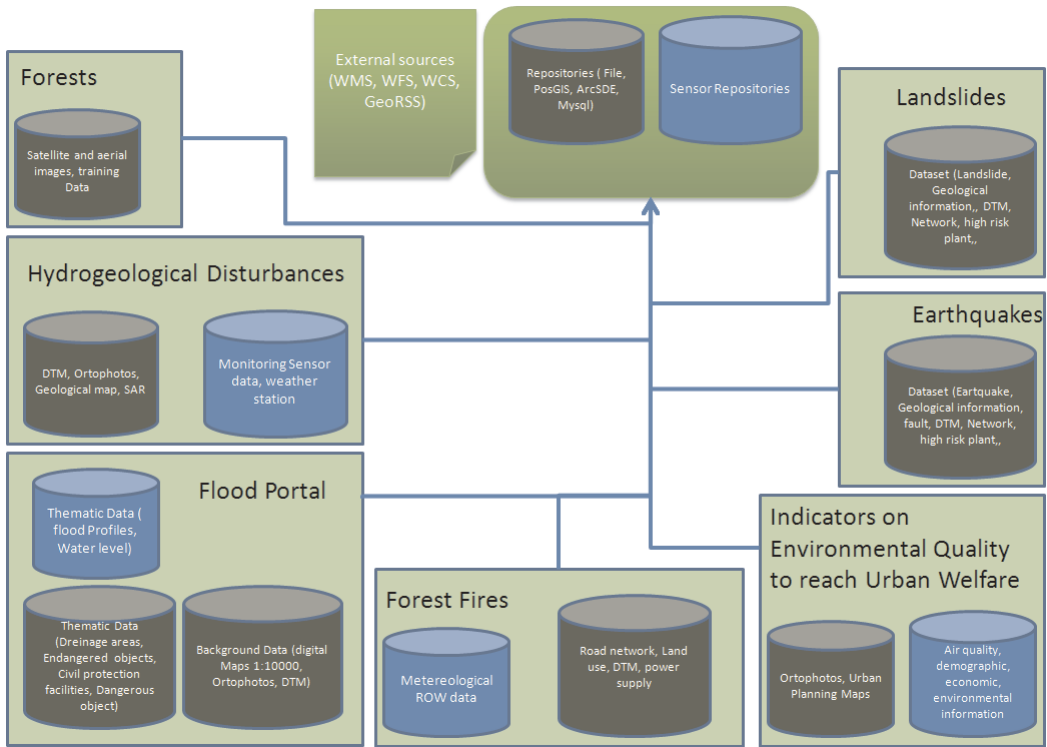 Forests
Satellite and aerial
images, training
Data
External sources
(WMS, WFS, WCS,
GeoRSS)
Repositories ( File,
PosGIS, ArcSDE,
Mysql)
Sensor Repositories
Landslides
Dataset (Landslide,
Geological
information,, DTM,
Network, high risk
plant,,
Hydrogeological Disturbances
DTM, Ortophotos,
Geological map, SAR
Monitoring Sensor
data, weather
station
Earthquakes
Dataset (Eartquake,
Geological information,
fault, DTM, Network,
high risk plant,,
Flood Portal
Thematic Data (
flood Profiles,
Water level)
Thematic Data
(Dreinage areas,
Endangered objects,
Civil protection
facilities, Dangerous
object)
Background Data (digital
Maps 1:10000,
Ortophotos, DTM)
Forest Fires
Metereological
ROW data
Road network, Land
use, DTM, power
supply
Indicators on
Environmental Quality
to reach Urban Welfare
Ortophotos, Urban
Planning Maps
Air quality,
demographic,
economic,
environmental
information